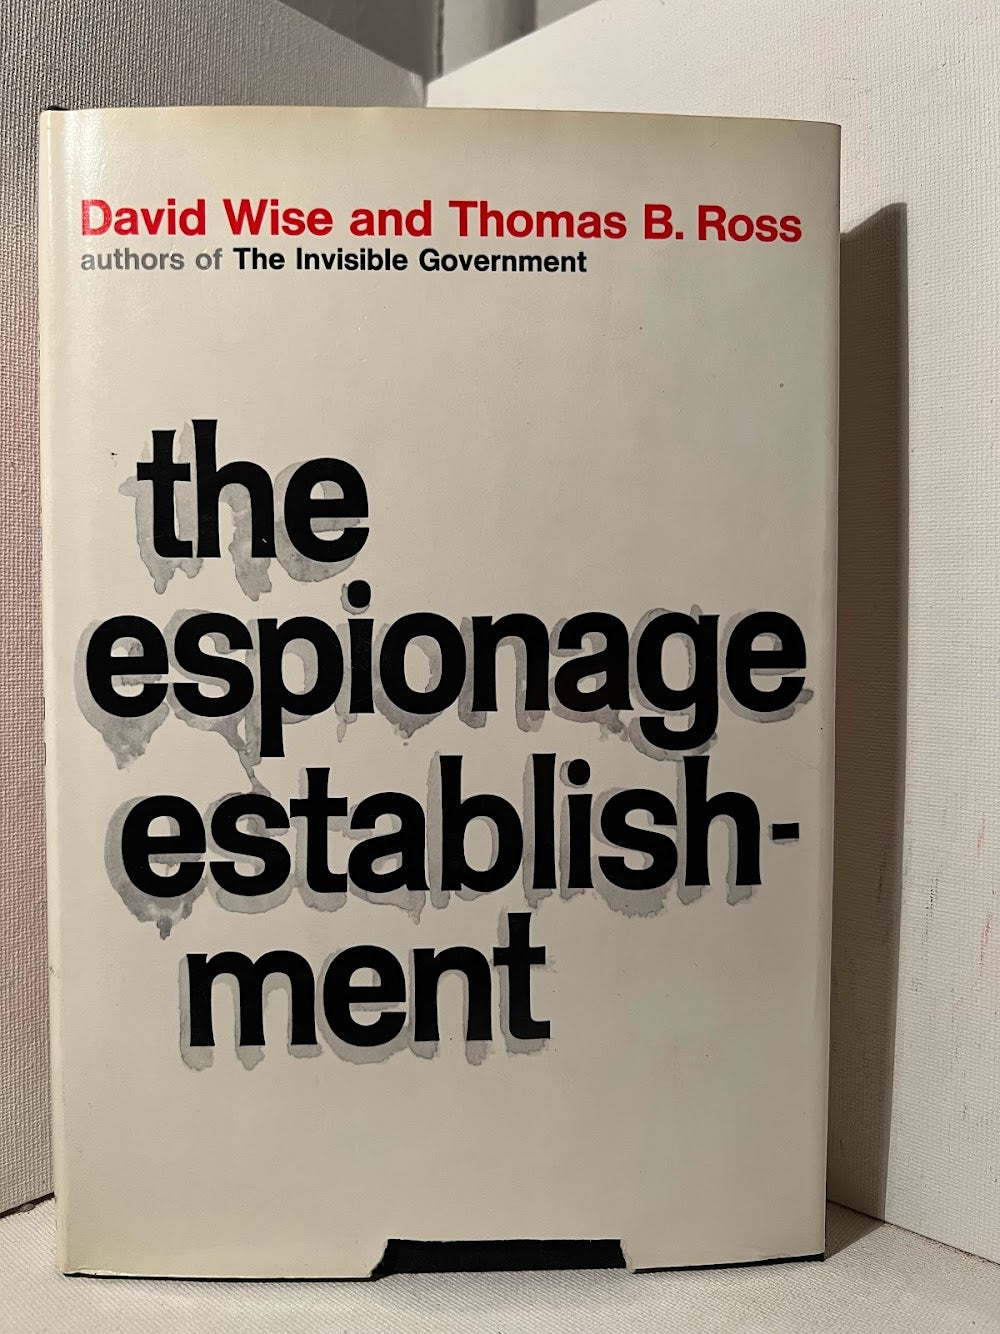 David Wise and Thomas B. Ross
authors of The Invisible Government
the
espionage
establish-
ment